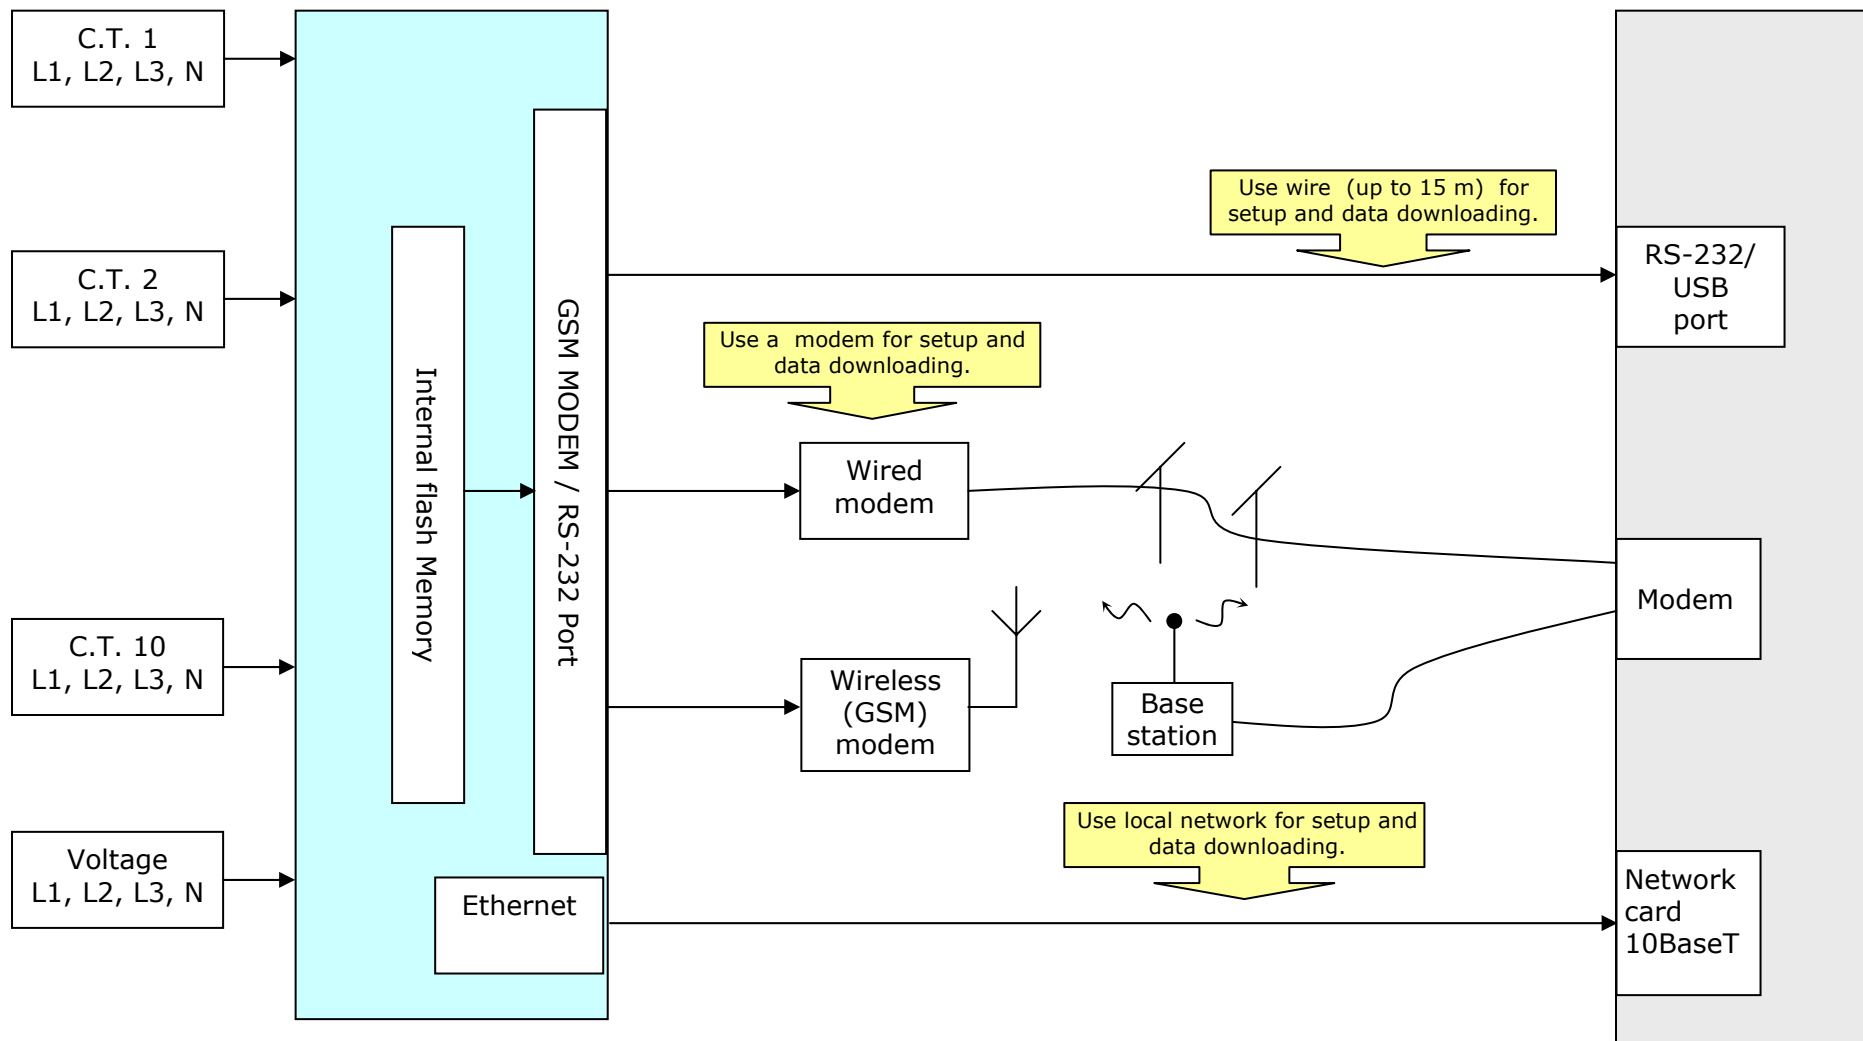 C.T. 1
L1, L2, L3, N
C.T. 2
L1, L2, L3, N
C.T. 10
L1, L2, L3, N
Voltage
L1, L2, L3, N
Internal flash Memory
GSM MODEM / RS-232 Port
Ethernet
Use wire (up to 15 m) for
setup and data downloading.
RS-232/
USB
port
Use a modem for setup and
data downloading.
Wired
modem
Wireless
(GSM)
modem
Base
station
Modem
Use local network for setup and
data downloading.
Network
card
10BaseT